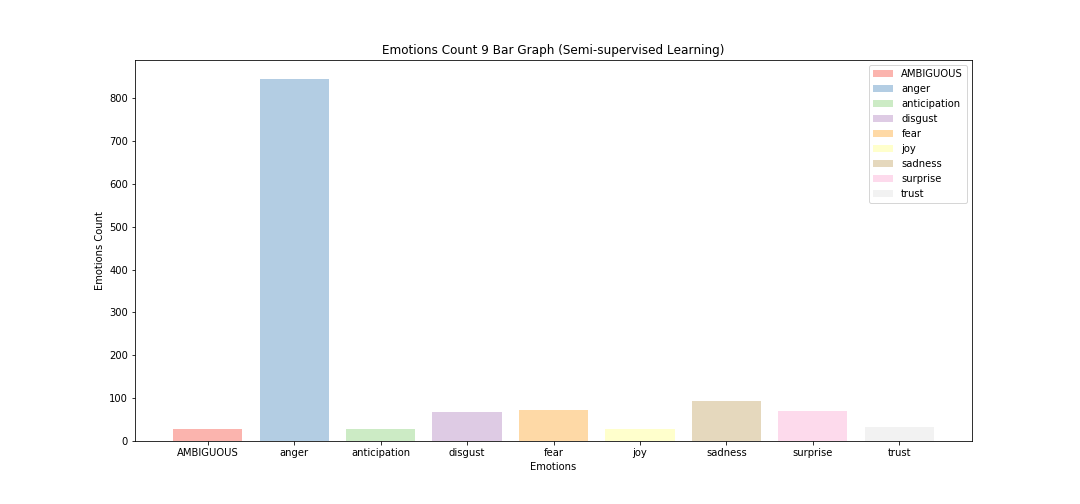 Emotions Count 9 Bar Graph (Semi-supervised Learning)
AMBIGUOUS
anger
anticipation
disgust
fear
joy
sadness
surprise
trust
Emotions Count
800
700
600
500
400
300
200
100
0
AMBIGUOUS anger anticipation disgust fear joy sadness surprise trust
Emotions